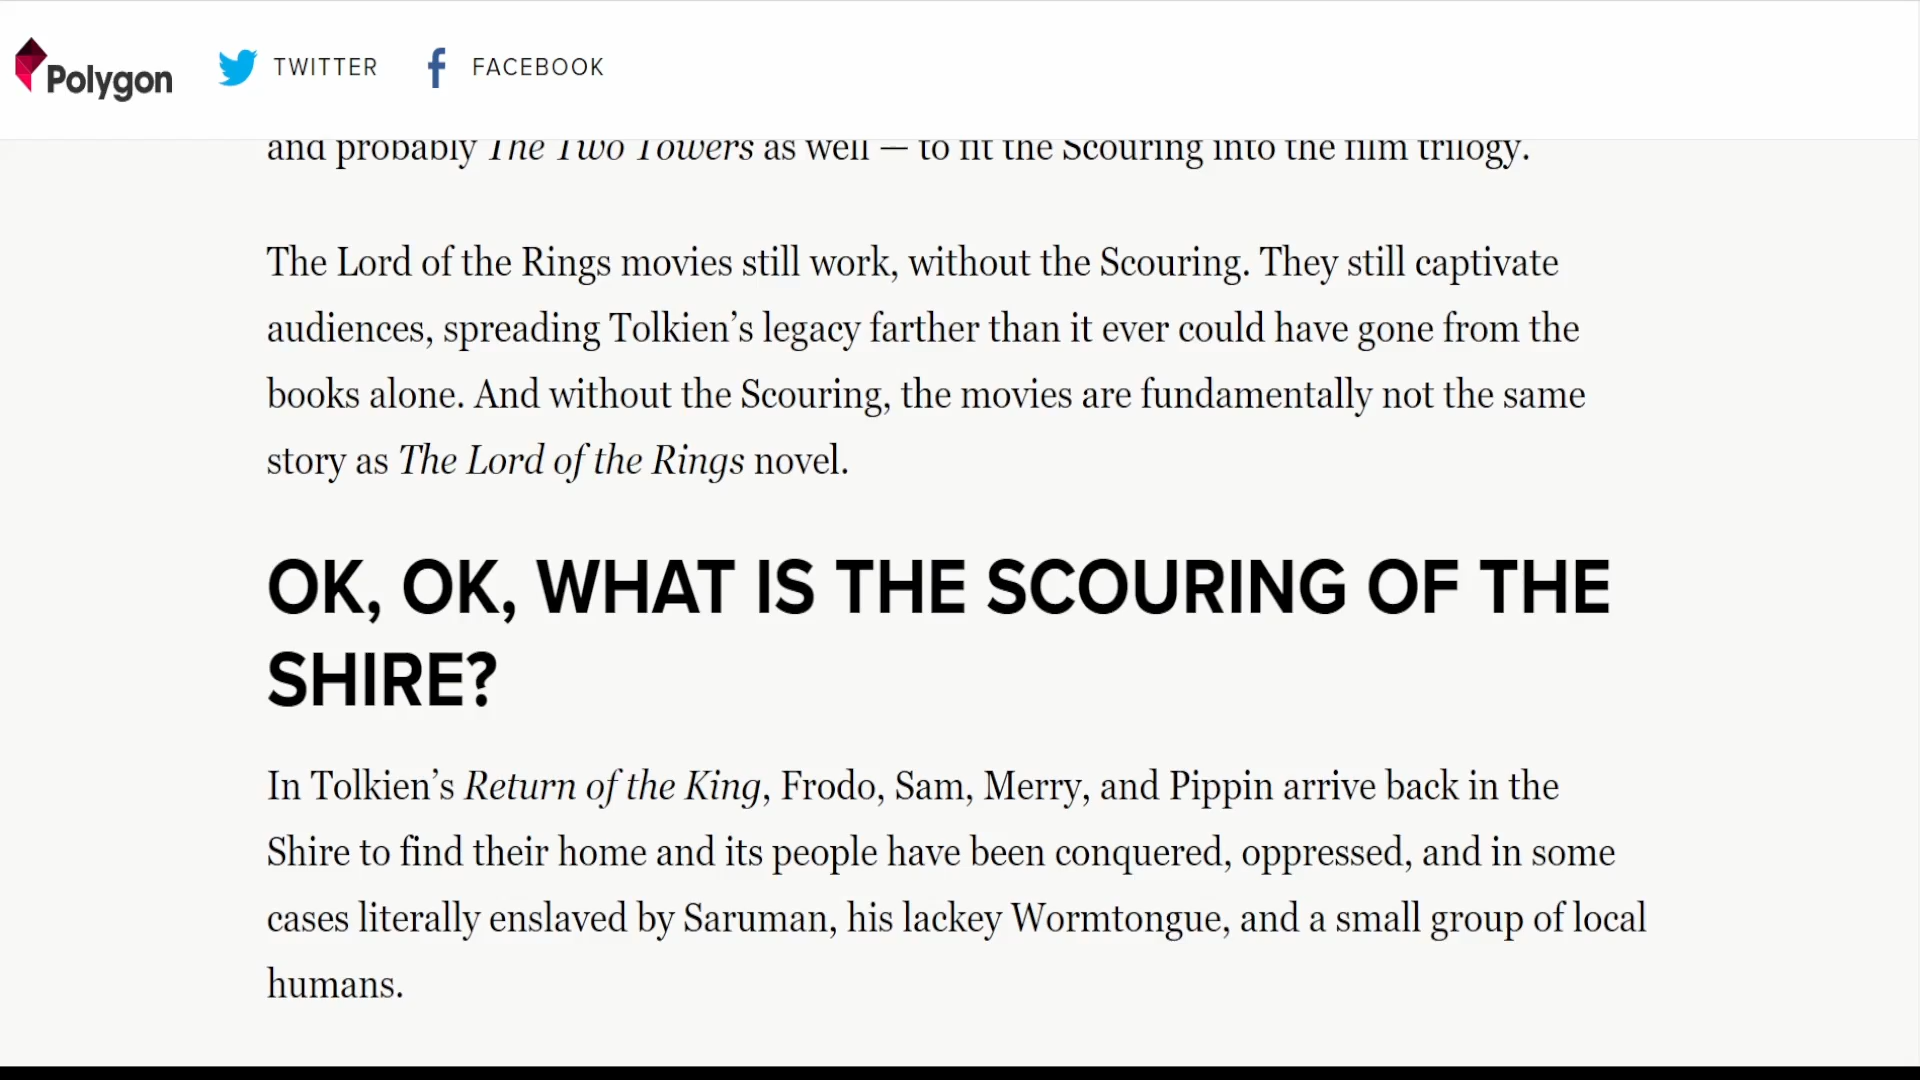 Polygon TWITTER FACEBOOK
and probably The Two Towers as well — to fit the Scouring into the film trilogy.
The Lord of the Rings movies still work, without the Scouring. They still captivate
audiences, spreading Tolkien’s legacy farther than it ever could have gone from the
books alone. And without the Scouring, the movies are fundamentally not the same
story as The Lord of the Rings novel.
OK, OK, WHAT IS THE SCOURING OF THE
SHIRE?
In Tolkien’s Return of the King, Frodo, Sam, Merry, and Pippin arrive back in the
Shire to find their home and its people have been conquered, oppressed, and in some
cases literally enslaved by Saruman, his lackey Wormtongue, and a small group of local
humans.